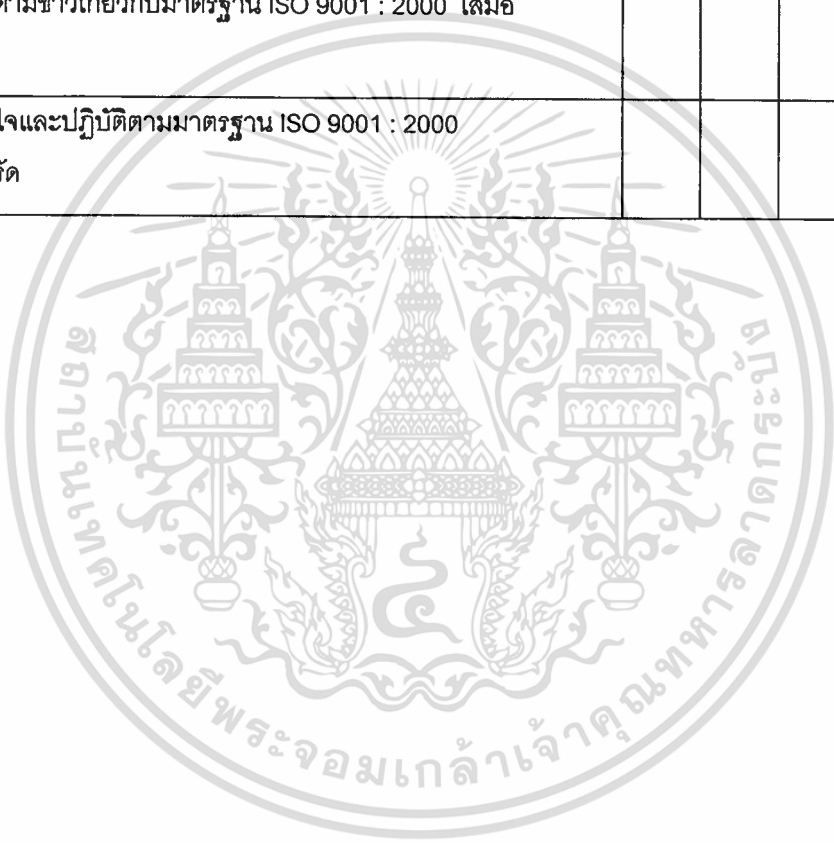 ตามข่าวเกี่ยวกับมาตรฐาน ISO 9001 : 2000 เสมอ
ใจและปฏิบัติตามมาตรฐาน ISO 9001 : 2000
รัด
สถาบันเทคโนโลยีพระจอมเกล้าเจ้าคุณทหารลาดกระบัง